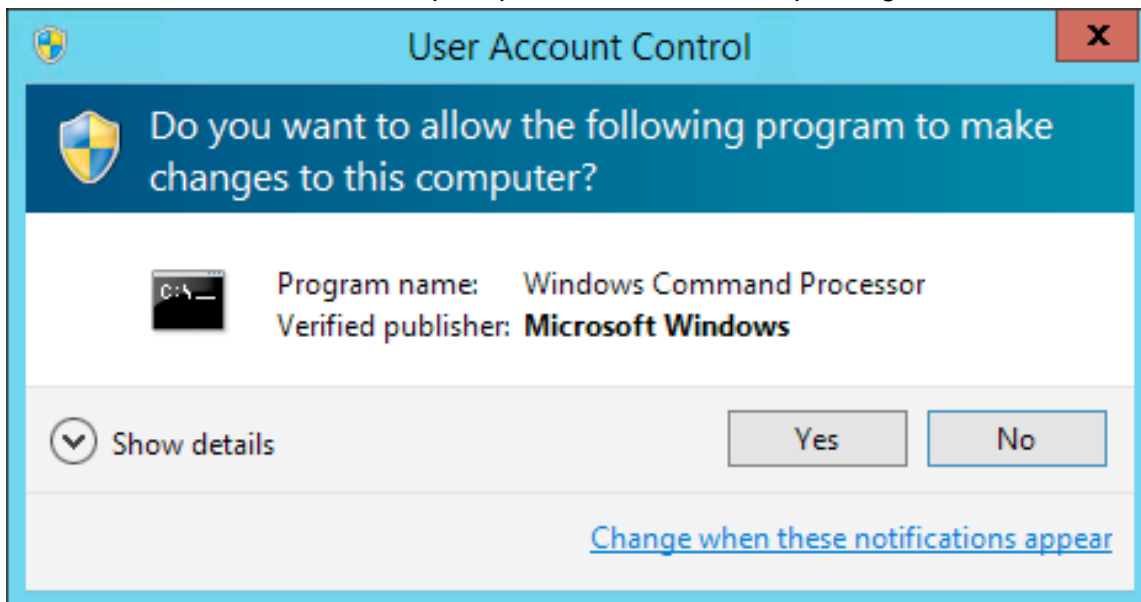 User Account Control
x
Do you want to allow the following program to make
changes to this computer?
C:\
Program name: Windows Command Processor
Verified publisher: Microsoft Windows
Show details
Yes No
Change when these notifications appear